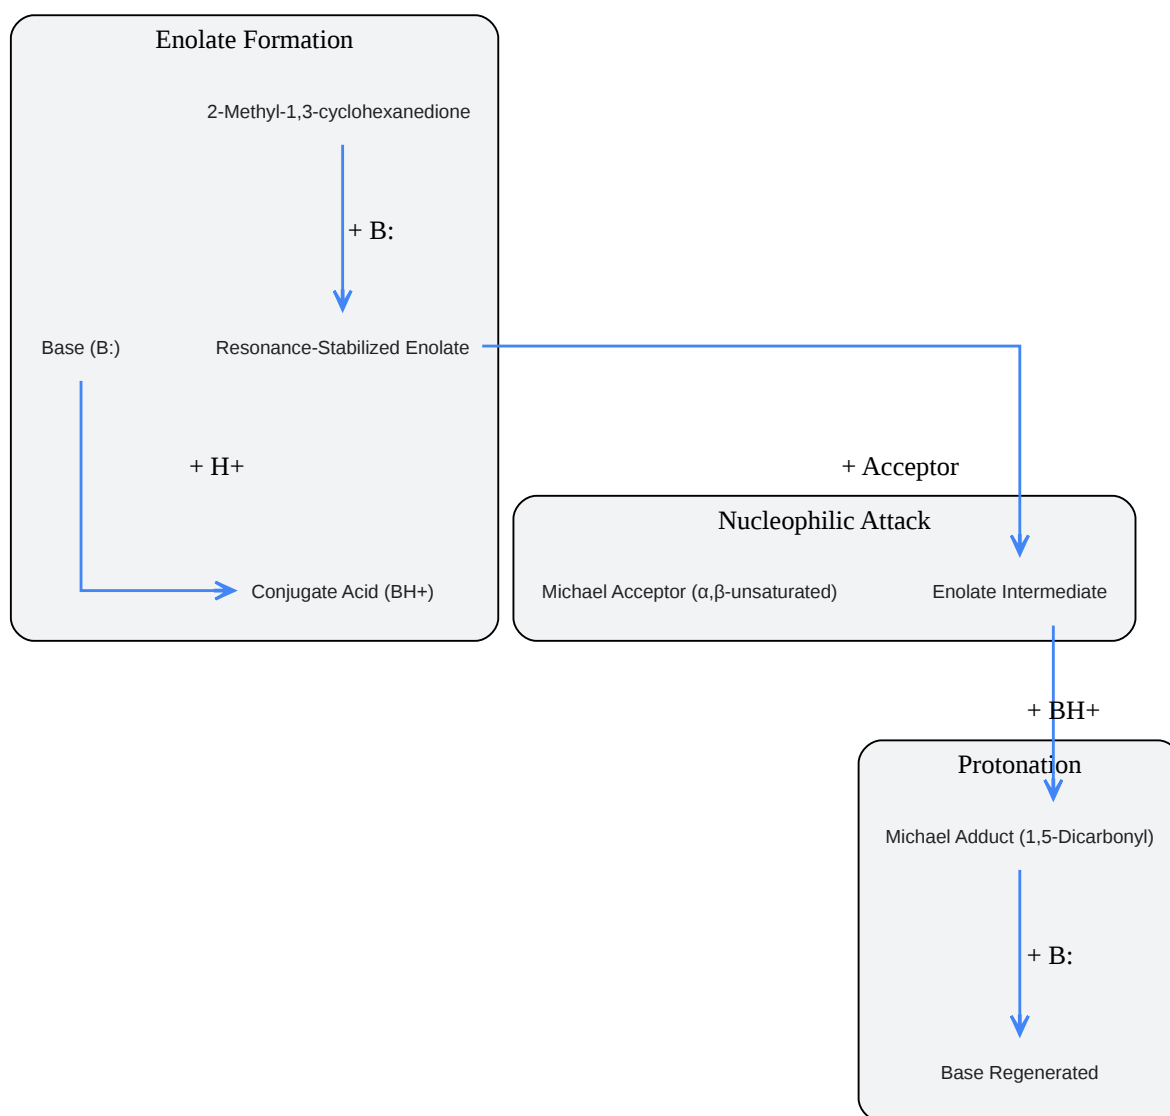 Enolate Formation
2-Methyl-1,3-cyclohexanedione
+ B:
Base (B:)
Resonance-Stabilized Enolate
+ H+
+ Acceptor
Nucleophilic Attack
Conjugate Acid (BH+)
Michael Acceptor (α,β-unsaturated)
Enolate Intermediate
+ BH+
Protonation
Michael Adduct (1,5-Dicarbonyl)
+ B:
Base Regenerated